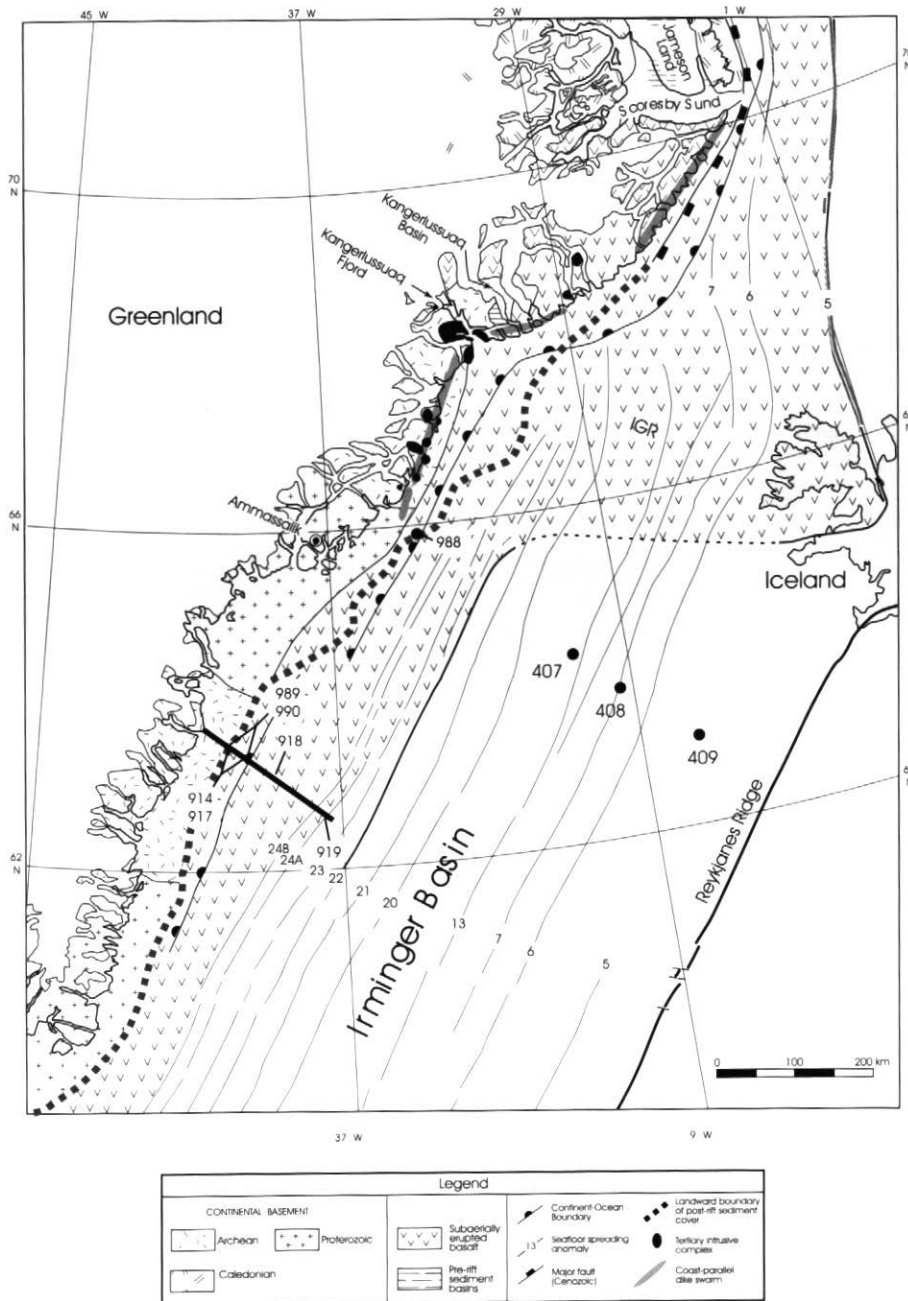 45 W
37 W
29 W
1 W
Jameson
Land
Scoresby Sund
70
N
Kangerlussuaq
Basin
Kangerlussuaq
Fjord
7
6
5
Greenland
IGR
Ammassalik
66
N
988
Iceland
407
989 -
990
408
918
409
914 -
917
919
24B
24A
23
22
21
20
13
7
6
5
62
N
Irminger Basin
Reykjanes Ridge
0 100 200 km
37 W
9 W
Legend
CONTINENTAL BASEMENT
Archean
Proterozoic
Caledonian
Subaerially
erupted
basalt
Pre-rift
sediment
basins
Continent-Ocean
Boundary
13
Seafloor spreading
anomaly
Major fault
(Cenozoic)
Landward boundary
of post-rift sediment
cover
Tertiary intrusive
complex
Coast-parallel
dike swarm